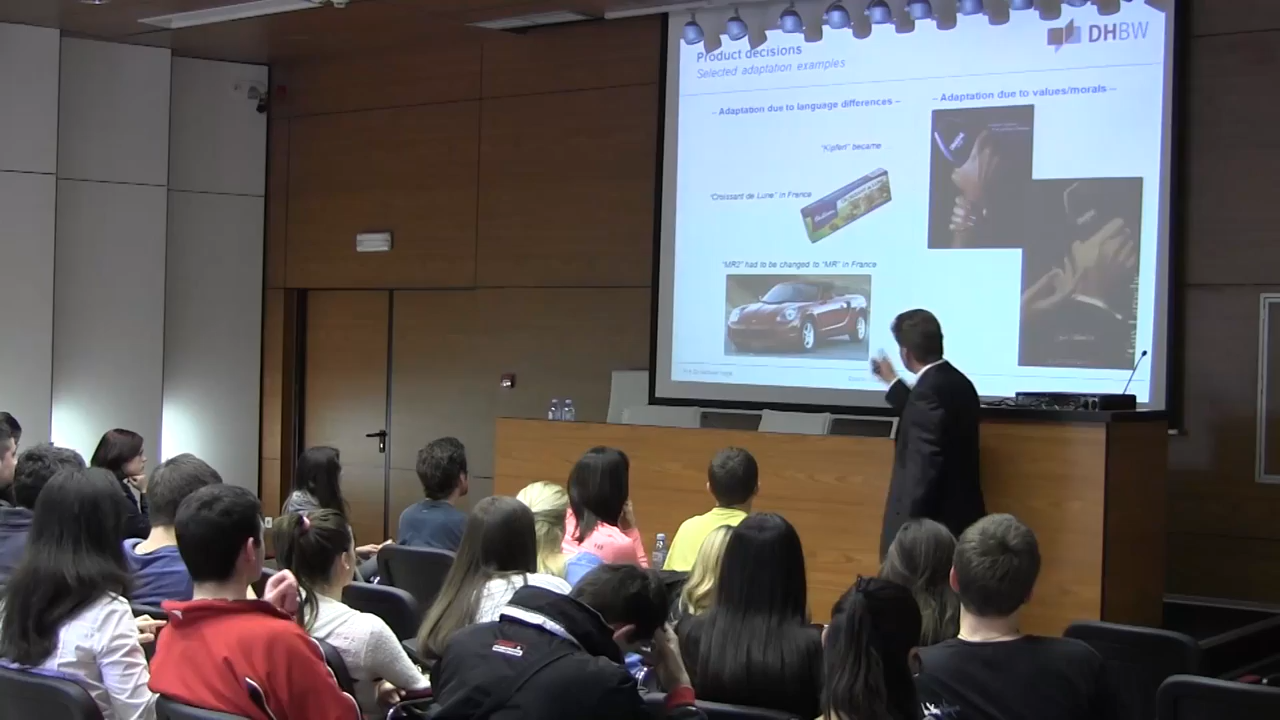 Product decisions
Selected adaptation examples
DHBW
– Adaptation due to language differences –
– Adaptation due to values/morals –
"Kipferl" became
"Croissant de Lune" in France
"MR2" had to be changed to "MR" in France